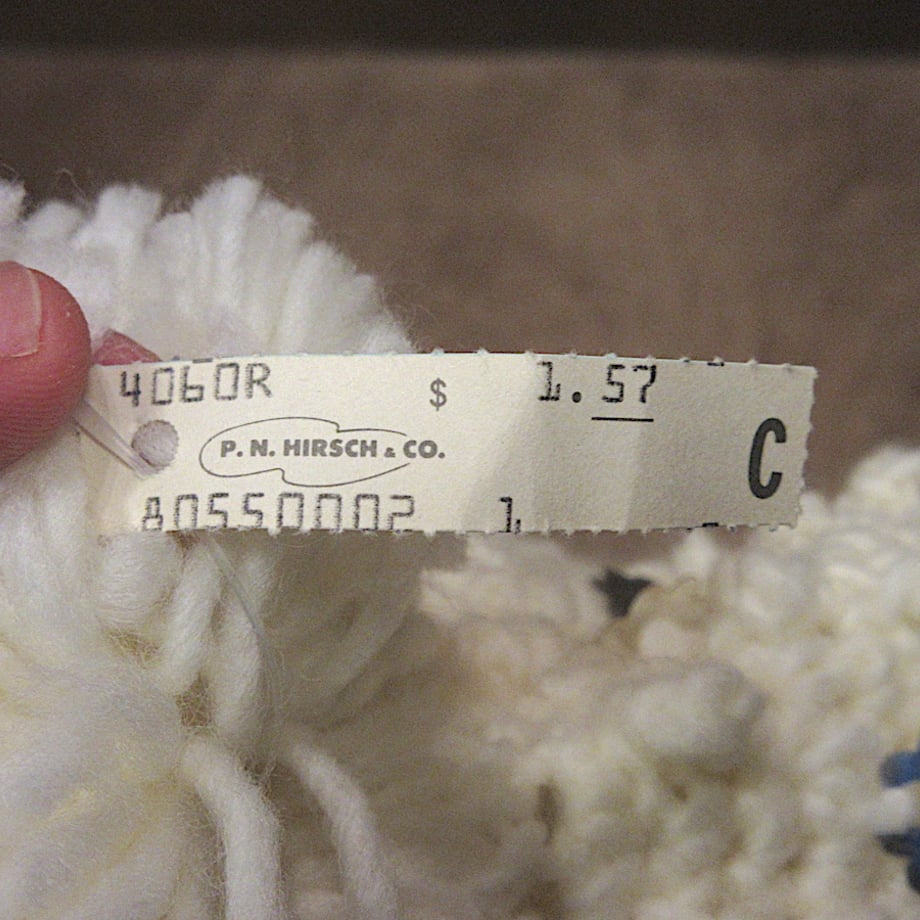 4060R $ 1.57
P. N. HIRSCH & CO. C
80550002 1